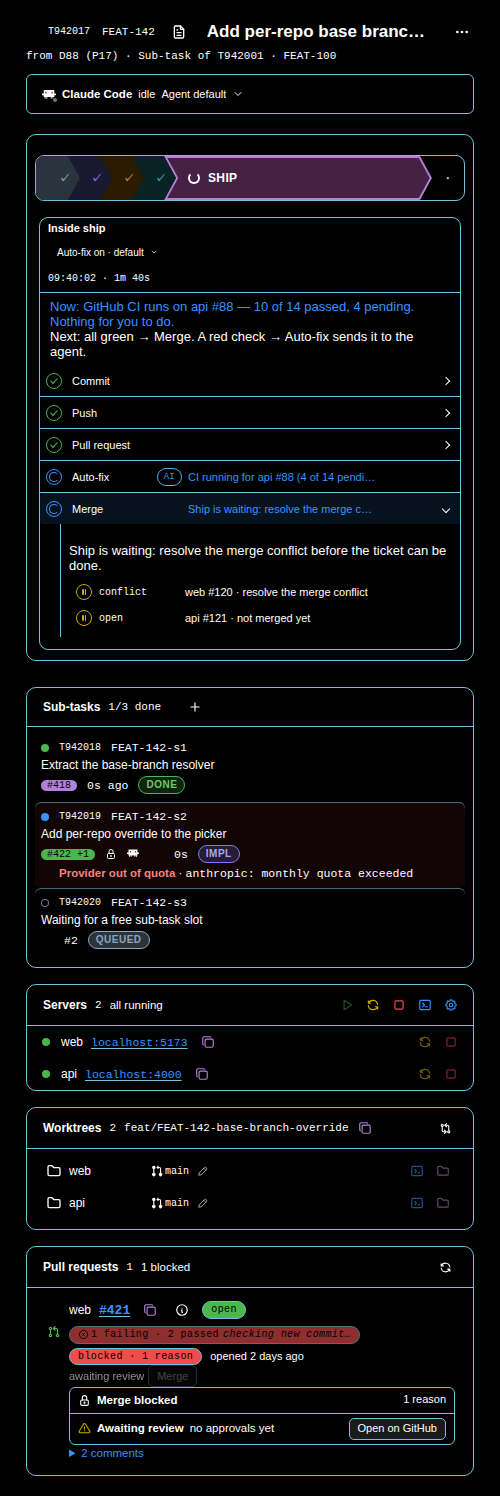 T942017 FEAT-142 Add per-repo base branc…
from D88 (P17) · Sub-task of T942001 · FEAT-100
Claude Code idle Agent default
SHIP
Inside ship
Auto-fix on · default
09:40:02 · 1m 40s
Now: GitHub CI runs on api #88 — 10 of 14 passed, 4 pending.
Nothing for you to do.
Next: all green → Merge. A red check → Auto-fix sends it to the
agent.
Commit
Push
Pull request
Auto-fix AI CI running for api #88 (4 of 14 pendi…
Merge Ship is waiting: resolve the merge c…
Ship is waiting: resolve the merge conflict before the ticket can be
done.
conflict web #120 · resolve the merge conflict
open api #121 · not merged yet
Sub-tasks 1/3 done
T942018 FEAT-142-s1
Extract the base-branch resolver
#418 0s ago DONE
T942019 FEAT-142-s2
Add per-repo override to the picker
#422 +1 0s IMPL
Provider out of quota · anthropic: monthly quota exceeded
T942020 FEAT-142-s3
Waiting for a free sub-task slot
#2 QUEUED
Servers 2 all running
web localhost:5173
api localhost:4000
Worktrees 2 feat/FEAT-142-base-branch-override
web main
api main
Pull requests 1 1 blocked
web #421 open
1 failing · 2 passed checking new commit…
blocked · 1 reason opened 2 days ago
awaiting review Merge
Merge blocked 1 reason
Awaiting review no approvals yet Open on GitHub
2 comments